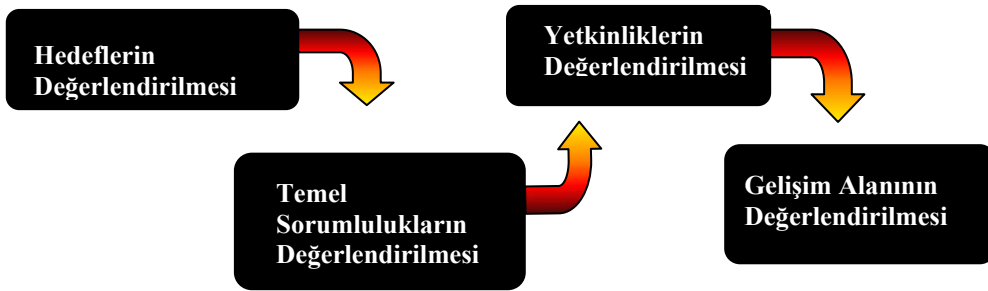 Hedeflerin
Değerlendirilmesi
Temel
Sorumlulukların
Değerlendirilmesi
Yetkinliklerin
Değerlendirilmesi
Gelişim Alanının
Değerlendirilmesi